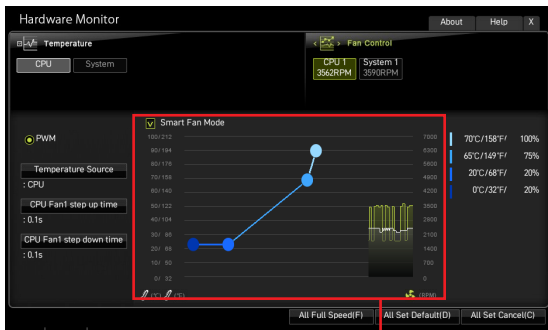 Hardware Monitor
About Help X
Temperature
< > Fan Control
CPU System
CPU 1 System 1
3562RPM 3590RPM
V Smart Fan Mode
PWM
Temperature Source
: CPU
CPU Fan1 step up time
: 0.1s
CPU Fan1 step down time
: 0.1s
100/212 7000
90/194 6300
80/176 5600
70/158 4900
60/140 4200
50/122 3500
40/104 2800
30/ 86 2100
20/ 68 1400
10/ 50 700
0/ 32 0
(°C) (°F) (RPM)
70°C/158°F/ 100%
65°C/149°F/ 75%
20°C/68°F/ 20%
0°C/32°F/ 20%
All Full Speed(F) All Set Default(D) All Set Cancel(C)